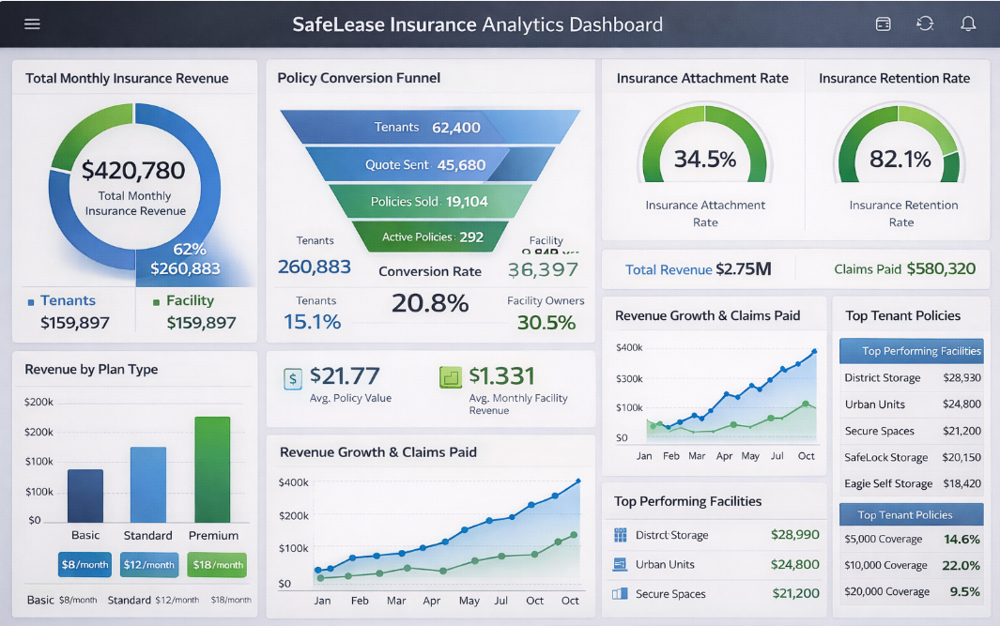 SafeLease Insurance Analytics Dashboard
Total Monthly Insurance Revenue
$420,780
Total Monthly
Insurance Revenue
62%
$260,883
Tenants
Facility
$159,897
$159,897
Policy Conversion Funnel
Tenants 62,400
Quote Sent 45,680
Policies Sold 19,104
Active Policies: 292
Tenants
Facility
260,883
Conversion Rate
36,397
20.8%
Tenants
Facility Owners
15.1%
30.5%
Insurance Attachment Rate
34.5%
Insurance Attachment
Rate
Insurance Retention Rate
82.1%
Insurance Retention
Rate
Total Revenue $2.75M
Claims Paid $580,320
Revenue by Plan Type
$200k
$200k
$100k
$100k
$0
Basic Standard Premium
$8/month $12/month $18/month
Basic $8/month Standard $12/month $18/month
$21.77
Avg. Policy Value
$1.331
Avg. Monthly Facility
Revenue
Revenue Growth & Claims Paid
$400k
$200k
$100k
$0
Jan Feb Mar Apr May Jul Oct Oct
Revenue Growth & Claims Paid
$400k
$300k
$100k
$0
Jan Feb Mar Apr May Jul Oct
Top Performing Facilities
District Storage $28,990
Urban Units $24,800
Secure Spaces $21,200
Top Tenant Policies
Top Performing Facilities
District Storage $28,930
Urban Units $24,800
Secure Spaces $21,200
SafeLock Storage $20,150
Eagie Self Storage $18,420
Top Tenant Policies
$5,000 Coverage 14.6%
$10,000 Coverage 22.0%
$20,000 Coverage 9.5%